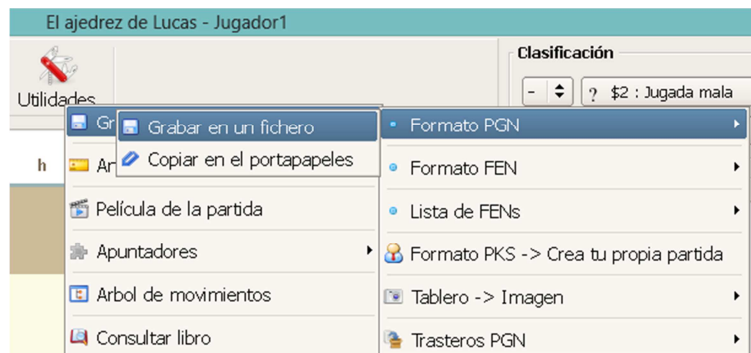 El ajedrez de Lucas - Jugador1
Clasificación
Utilidades
- ? $2 : Jugada mala
Gr
Grabar en un fichero
Formato PGN
h
Ar
Copiar en el portapapeles
Formato FEN
Película de la partida
Lista de FENs
Apuntadores
Formato PKS -> Crea tu propia partida
Arbol de movimientos
Tablero -> Imagen
Consultar libro
Trasteros PGN